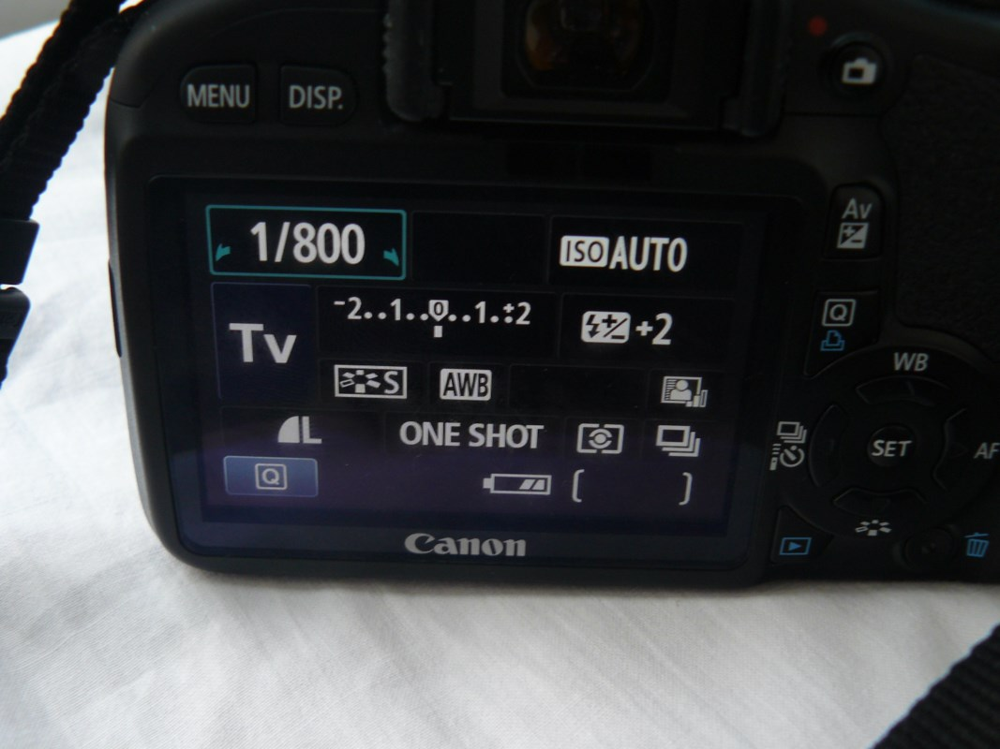 MENU DISP.
1/800 ISO AUTO
Av
Tv -2..1..0..1..+2 +2
Q
WB
S AWB
L ONE SHOT
SET AF
Q [ ]
Canon